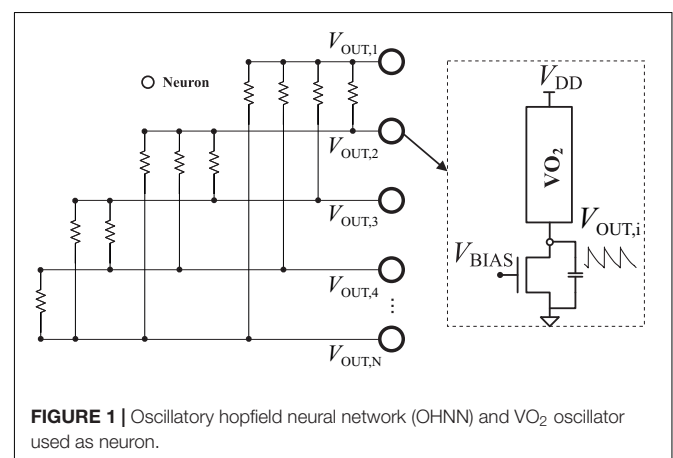 V_OUT,1
Neuron
V_OUT,2
V_OUT,3
V_OUT,4
⋮
V_OUT,N
V_DD
VO₂
V_OUT,i
V_BIAS
FIGURE 1 | Oscillatory hopfield neural network (OHNN) and VO₂ oscillator
used as neuron.